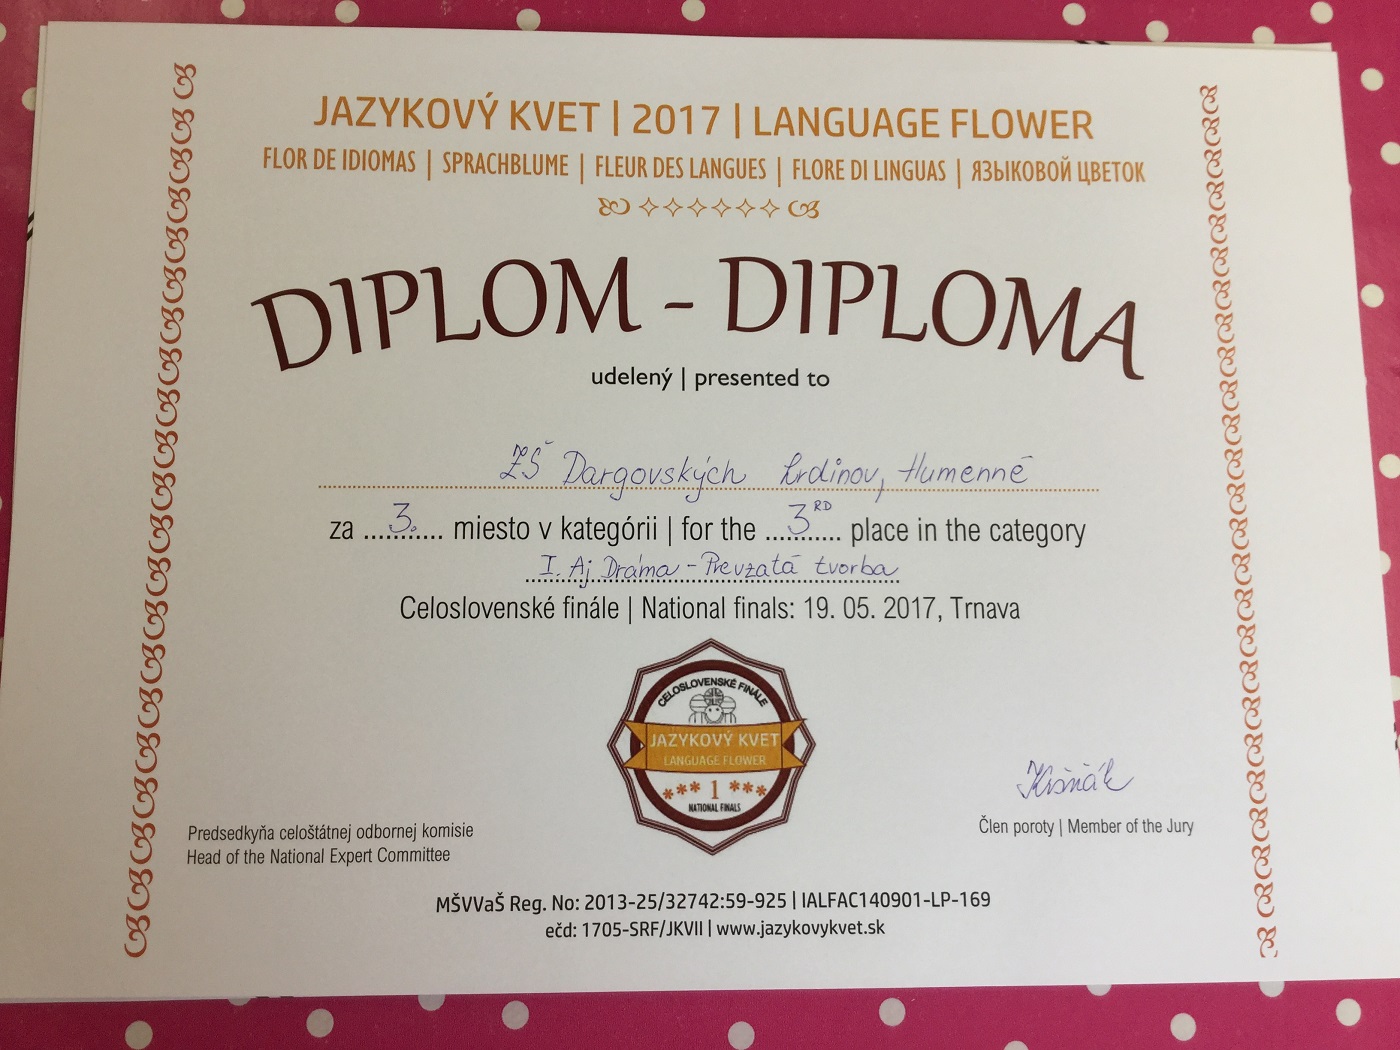 JAZYKOVÝ KVET | 2017 | LANGUAGE FLOWER
FLOR DE IDIOMAS | SPRACHBLUME | FLEUR DES LANGUES | FLORE DI LINGUAS | ЯЗЫКОВОЙ ЦВЕТОК
DIPLOM - DIPLOMA
udelený | presented to
ZŠ Dargovských hrdinov, Humenné
za ...3.... miesto v kategórii | for the ...3RD... place in the category
I. Aj Dráma - Prevzatá tvorba
Celoslovenské finále | National finals: 19. 05. 2017, Trnava
CELOSLOVENSKÉ FINÁLE
JAZYKOVÝ KVET
LANGUAGE FLOWER
*** 1 ***
NATIONAL FINALS
Predsedkyňa celoštátnej odbornej komisie
Head of the National Expert Committee
Člen poroty | Member of the Jury
MŠVVaŠ Reg. No: 2013-25/32742:59-925 | IALFAC140901-LP-169
ečd: 1705-SRF/JKVII | www.jazykovykvet.sk